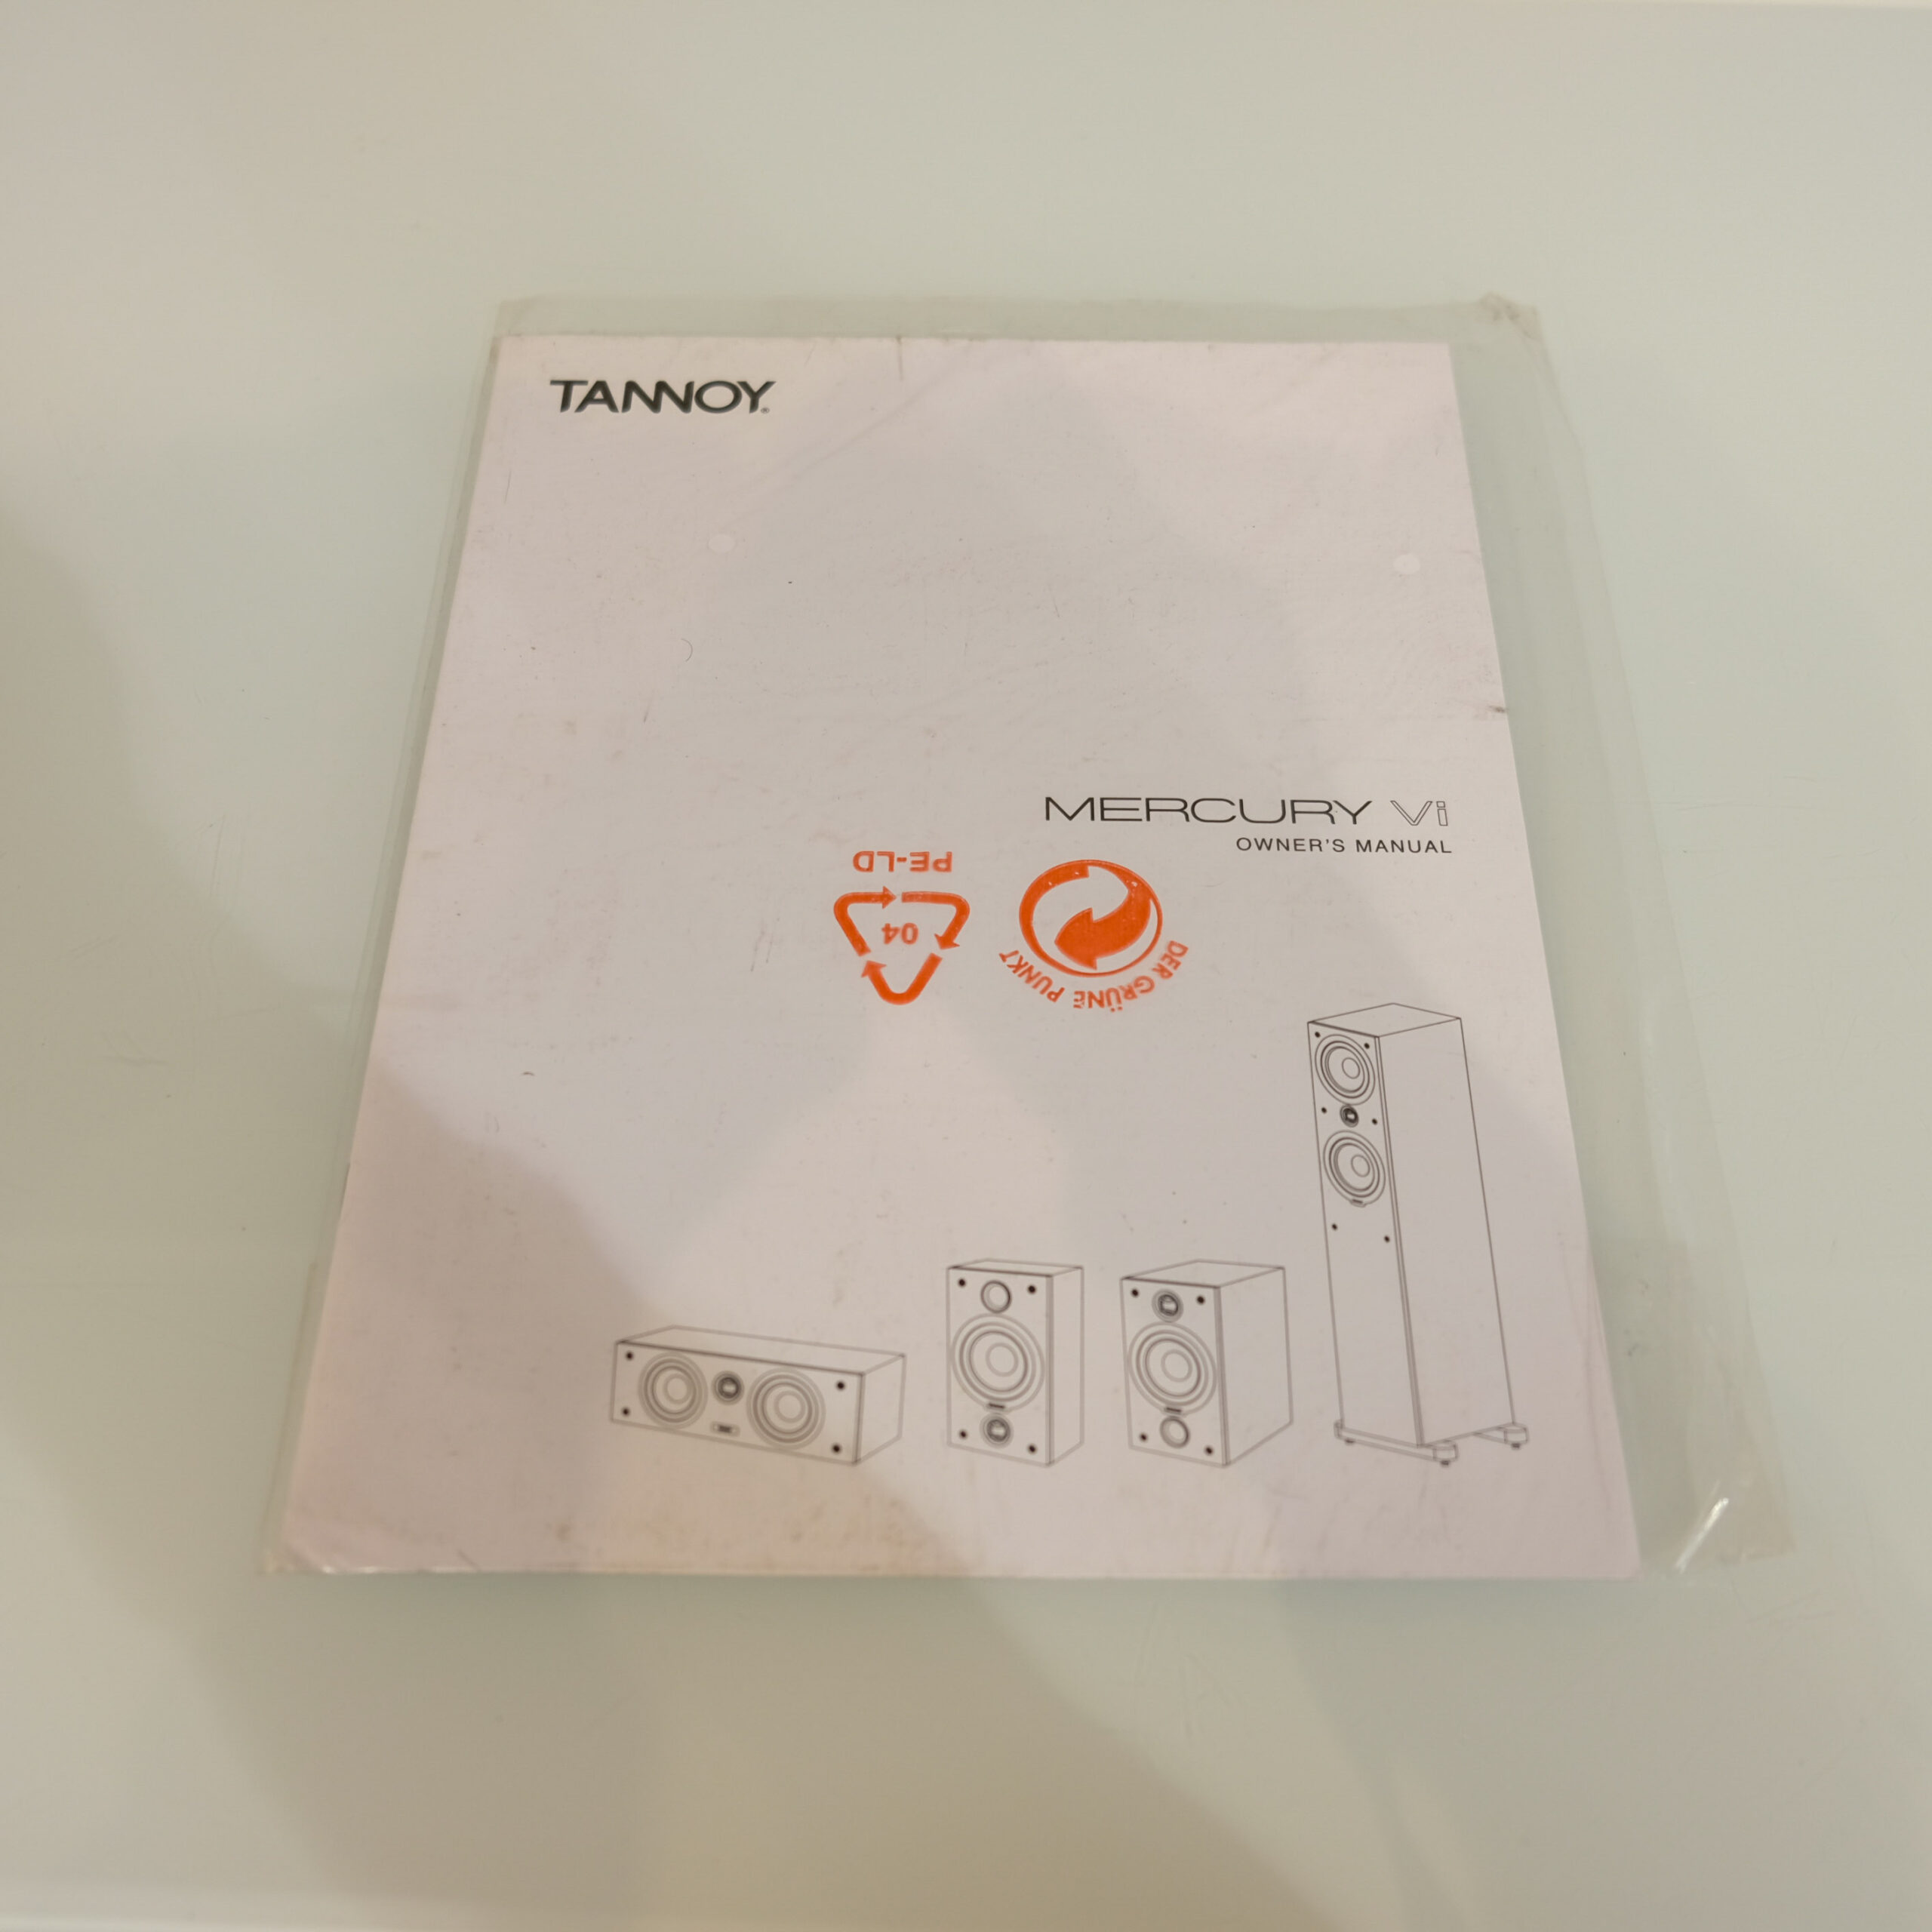 TANNOY®
MERCURY Vi
OWNER'S MANUAL
PE-LD
04
DER GRÜNE PUNKT